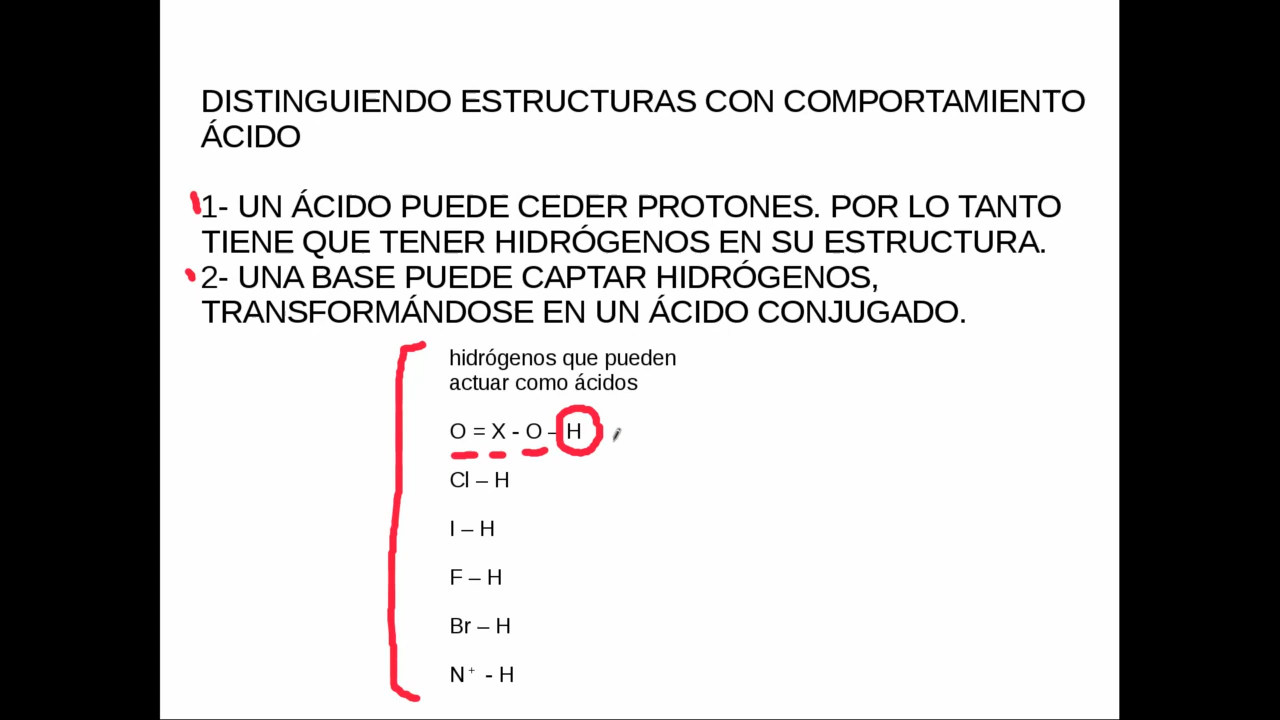 DISTINGUIENDO ESTRUCTURAS CON COMPORTAMIENTO
ÁCIDO
1- UN ÁCIDO PUEDE CEDER PROTONES. POR LO TANTO
TIENE QUE TENER HIDRÓGENOS EN SU ESTRUCTURA.
2- UNA BASE PUEDE CAPTAR HIDRÓGENOS,
TRANSFORMÁNDOSE EN UN ÁCIDO CONJUGADO.
hidrógenos que pueden
actuar como ácidos
O = X - O – H
Cl – H
I – H
F – H
Br – H
N⁺ - H